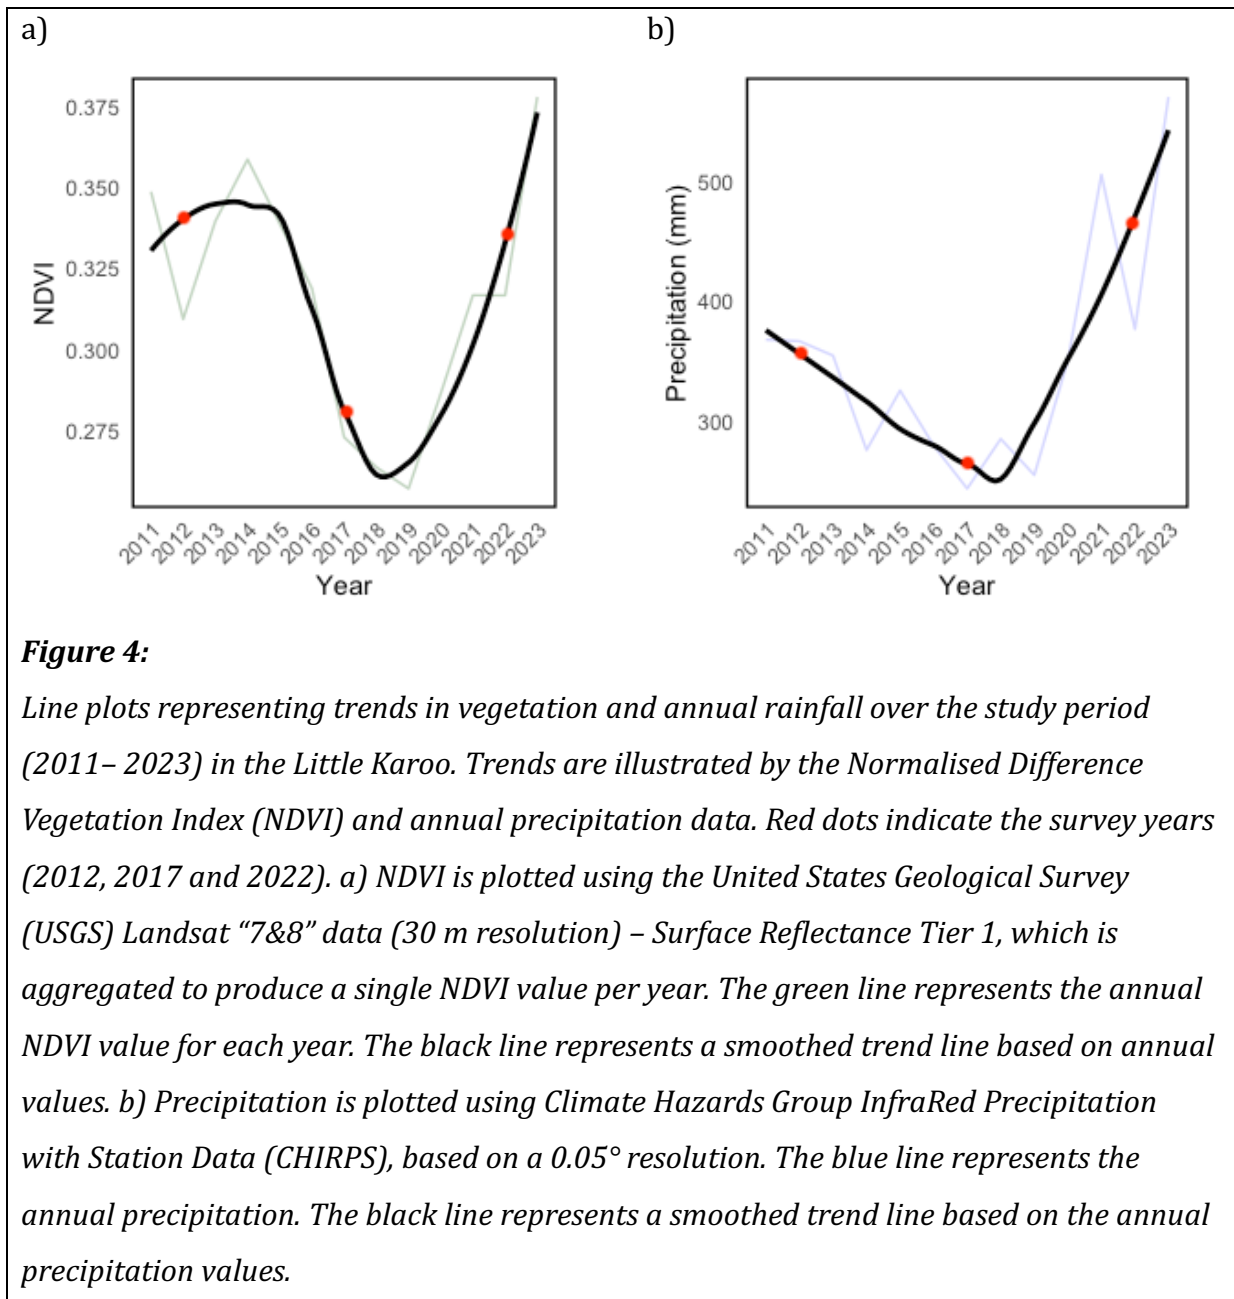 a)
b)
NDVI
0.375
0.350
0.325
0.300
0.275
2011
2012
2013
2014
2015
2016
2017
2018
2019
2020
2021
2022
2023
Year
Precipitation (mm)
500
400
300
2011
2012
2013
2014
2015
2016
2017
2018
2019
2020
2021
2022
2023
Year
Figure 4:
Line plots representing trends in vegetation and annual rainfall over the study period
(2011– 2023) in the Little Karoo. Trends are illustrated by the Normalised Difference
Vegetation Index (NDVI) and annual precipitation data. Red dots indicate the survey years
(2012, 2017 and 2022). a) NDVI is plotted using the United States Geological Survey
(USGS) Landsat “7&8” data (30 m resolution) – Surface Reflectance Tier 1, which is
aggregated to produce a single NDVI value per year. The green line represents the annual
NDVI value for each year. The black line represents a smoothed trend line based on annual
values. b) Precipitation is plotted using Climate Hazards Group InfraRed Precipitation
with Station Data (CHIRPS), based on a 0.05° resolution. The blue line represents the
annual precipitation. The black line represents a smoothed trend line based on the annual
precipitation values.